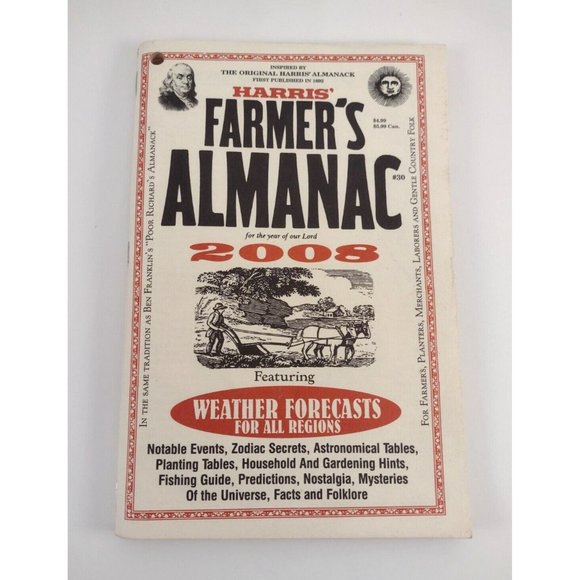 INSPIRED BY
THE ORIGINAL HARRIS' ALMANACK
FIRST PUBLISHED IN 1692
HARRIS'
$4.99
$5.99 Can.
FARMER'S
ALMANAC
#30
for the year of our Lord
2008
Featuring
WEATHER FORECASTS
FOR ALL REGIONS
Notable Events, Zodiac Secrets, Astronomical Tables,
Planting Tables, Household And Gardening Hints,
Fishing Guide, Predictions, Nostalgia, Mysteries
Of the Universe, Facts and Folklore
IN THE SAME TRADITION AS BEN FRANKLIN'S "POOR RICHARD'S ALMANACK"
FOR FARMERS, PLANTERS, MERCHANTS, LABORERS AND GENTLE COUNTRY FOLK